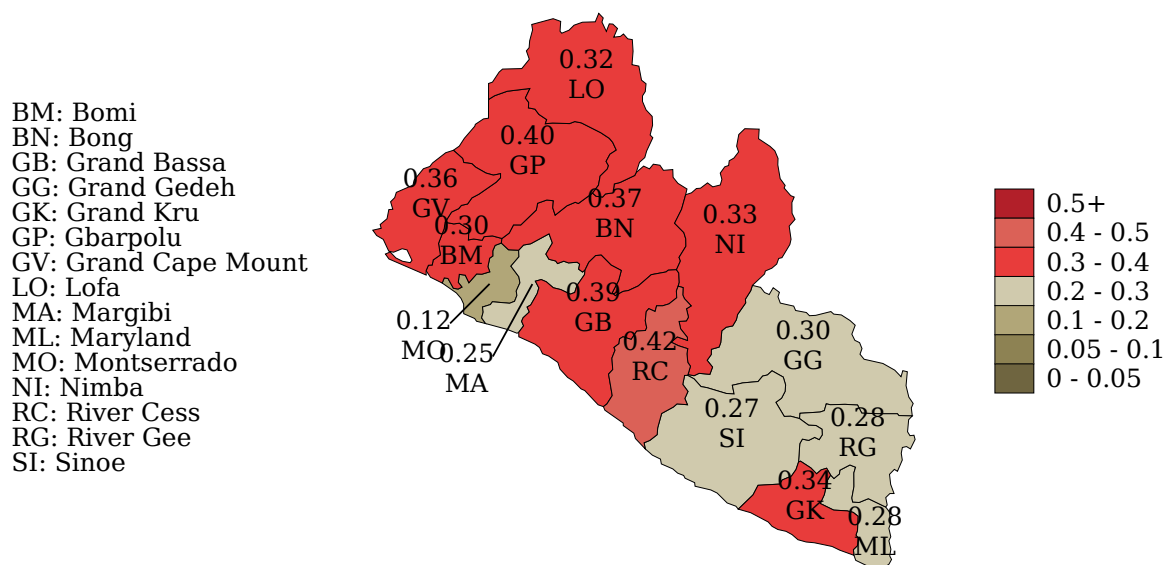 BM: Bomi
BN: Bong
GB: Grand Bassa
GG: Grand Gedeh
GK: Grand Kru
GP: Gbarpolu
GV: Grand Cape Mount
LO: Lofa
MA: Margibi
ML: Maryland
MO: Montserrado
NI: Nimba
RC: River Cess
RG: River Gee
SI: Sinoe
0.32
LO
0.40
GP
0.36
GV
0.37
BN
0.33
NI
0.30
BM
0.39
GB
0.12
MO
0.25
MA
0.42
RC
0.30
GG
0.27
SI
0.28
RG
0.34
GK
0.28
ML
0.5+
0.4 - 0.5
0.3 - 0.4
0.2 - 0.3
0.1 - 0.2
0.05 - 0.1
0 - 0.05